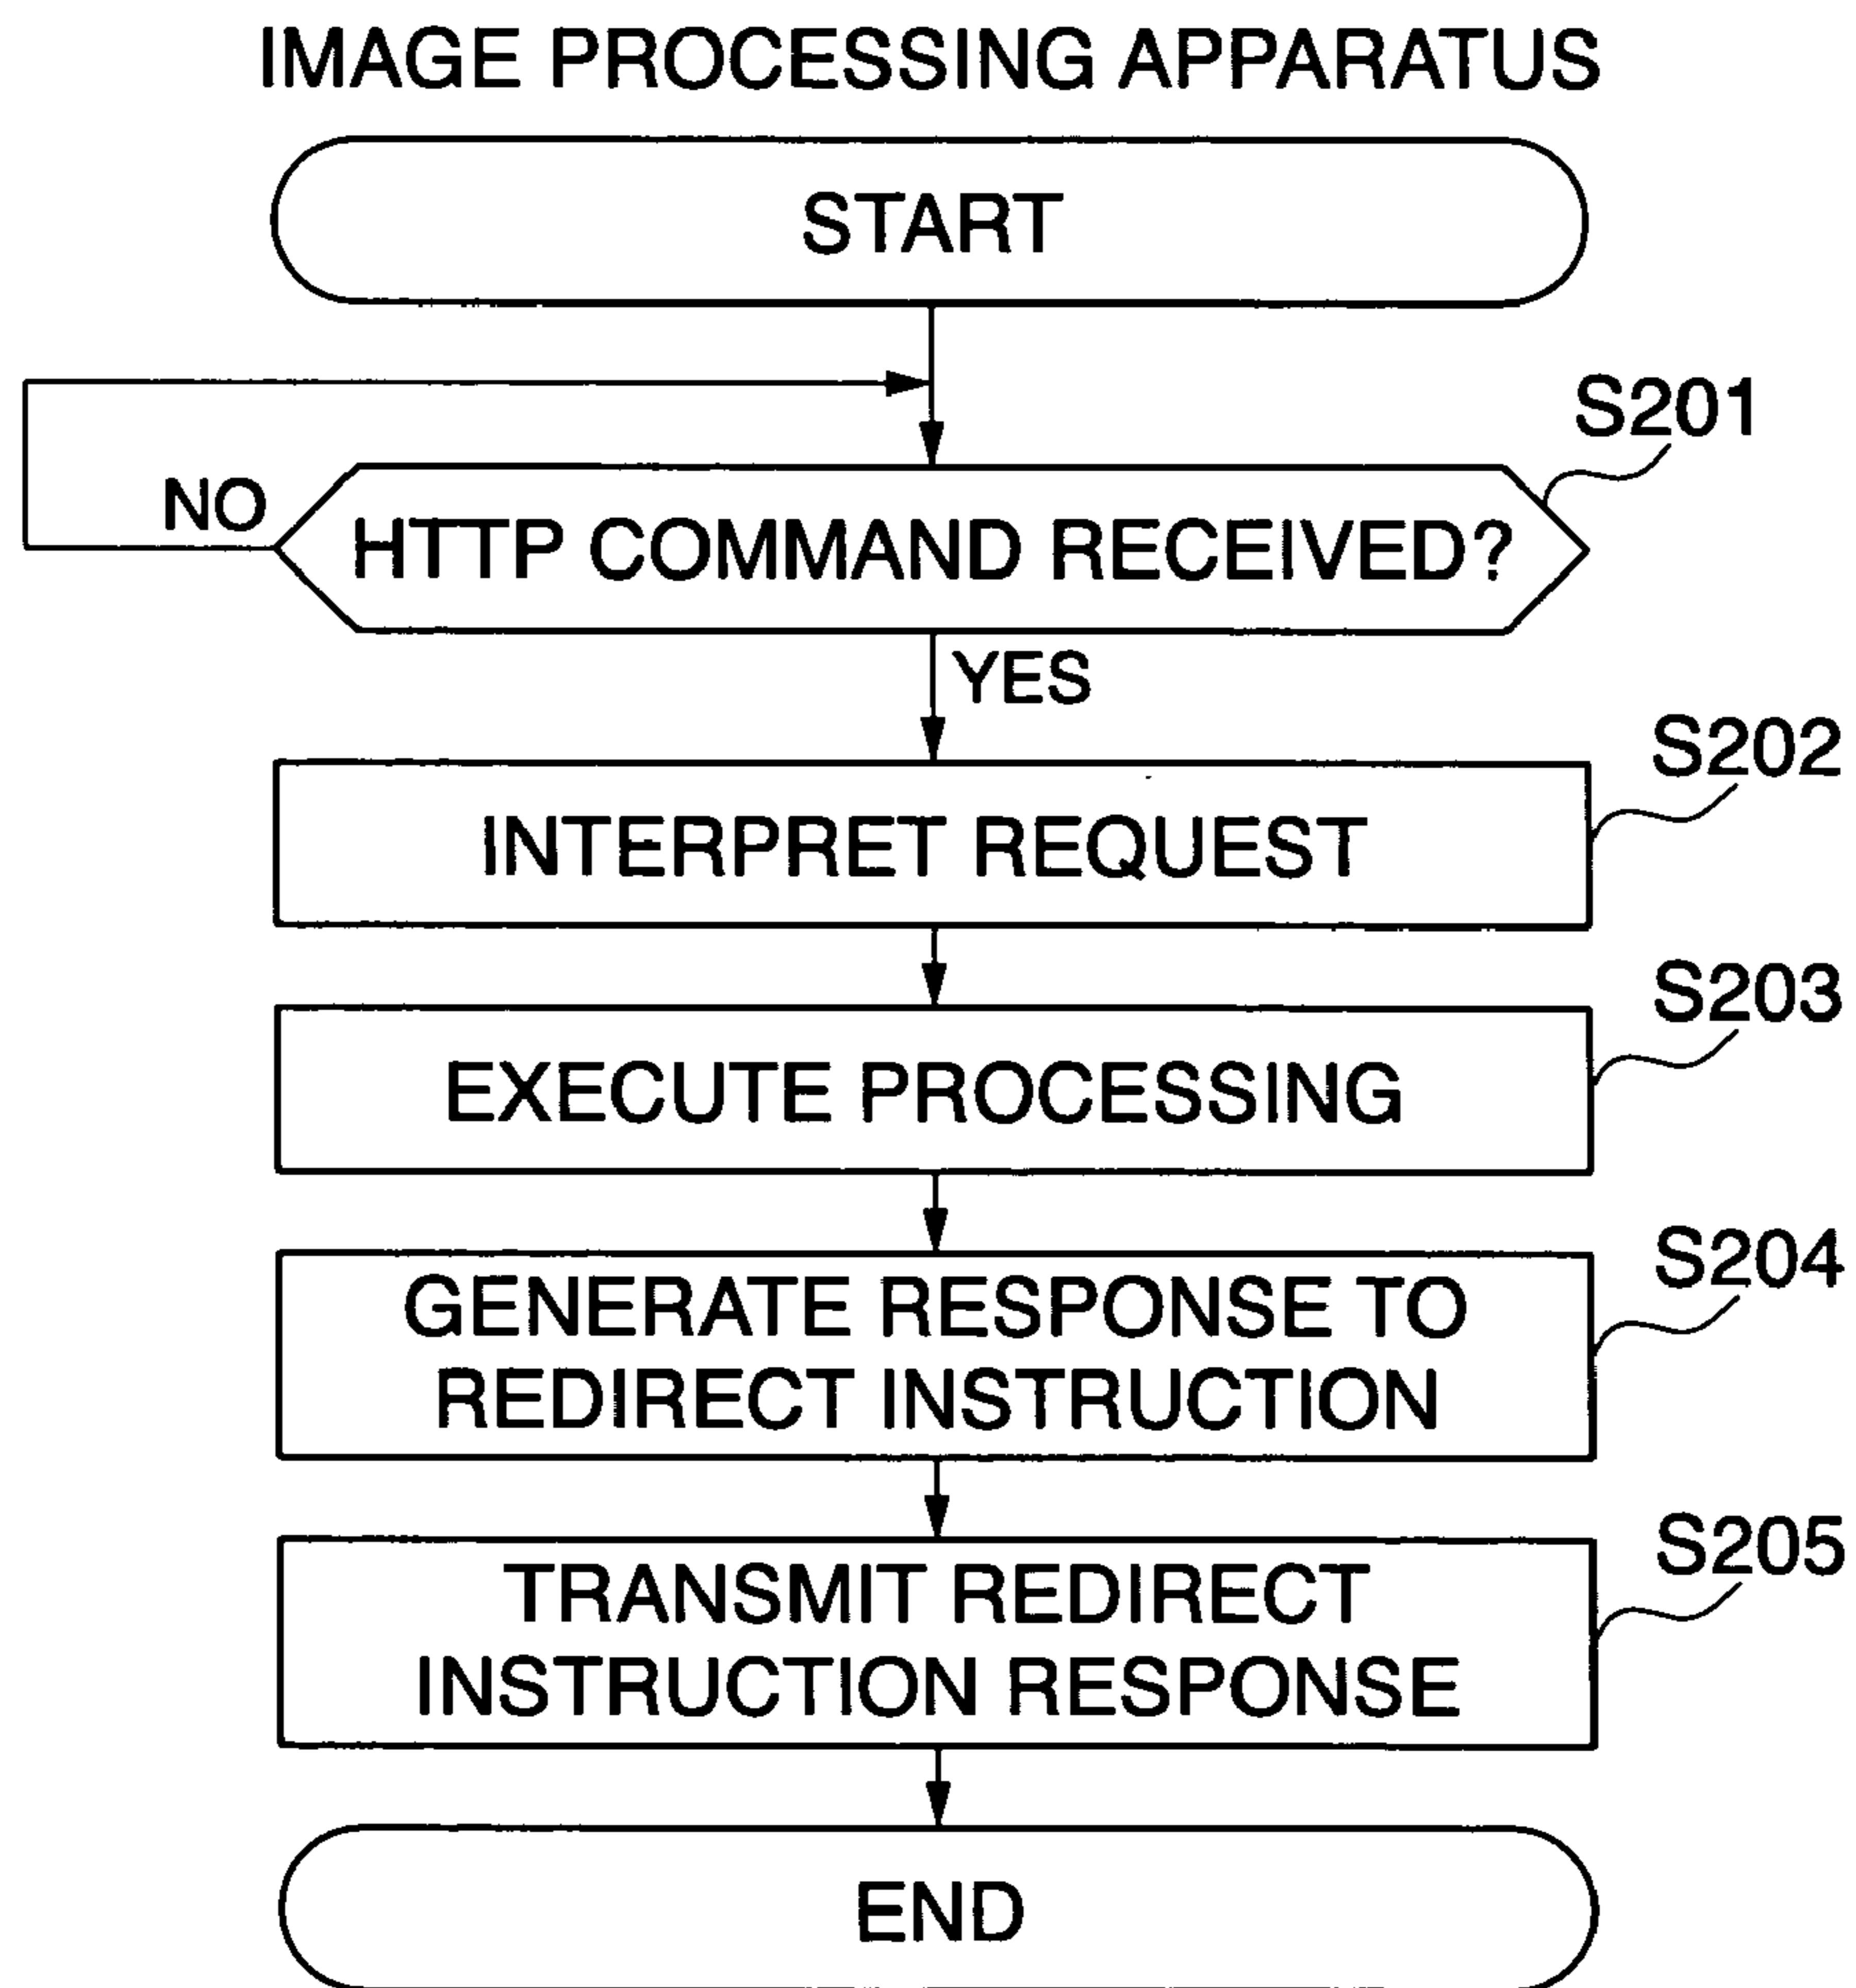 IMAGE PROCESSING APPARATUS
START
S201
NO
HTTP COMMAND RECEIVED?
YES
S202
INTERPRET REQUEST
S203
EXECUTE PROCESSING
S204
GENERATE RESPONSE TO
REDIRECT INSTRUCTION
S205
TRANSMIT REDIRECT
INSTRUCTION RESPONSE
END